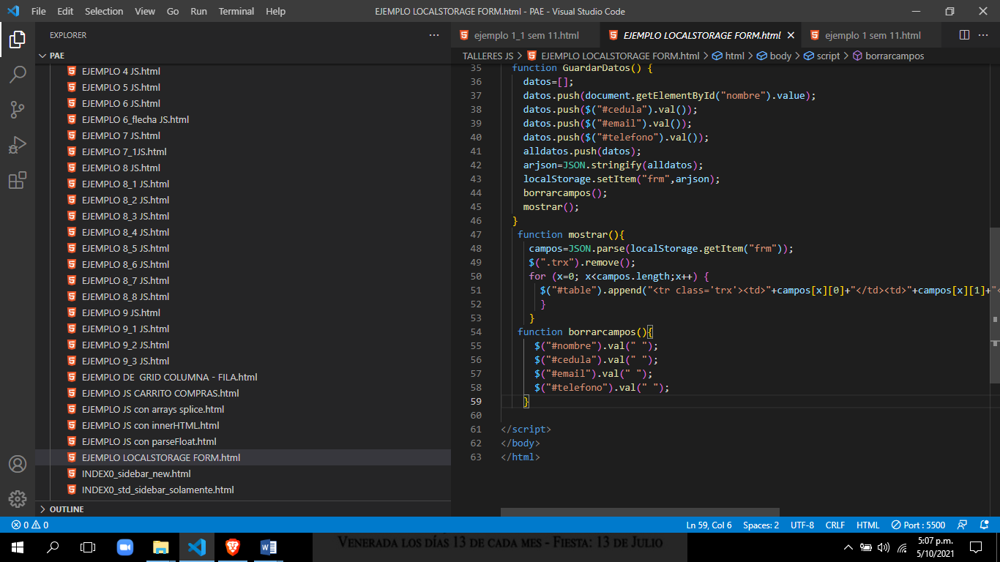 File Edit Selection View Go Run Terminal Help EJEMPLO LOCALSTORAGE FORM.html - PAE - Visual Studio Code
EXPLORER
PAE
EJEMPLO 4 JS.html
EJEMPLO 5 JS.html
EJEMPLO 6 JS.html
EJEMPLO 6_flecha JS.html
EJEMPLO 7 JS.html
EJEMPLO 7_1JS.html
EJEMPLO 8 JS.html
EJEMPLO 8_1 JS.html
EJEMPLO 8_2 JS.html
EJEMPLO 8_3 JS.html
EJEMPLO 8_4 JS.html
EJEMPLO 8_5 JS.html
EJEMPLO 8_6 JS.html
EJEMPLO 8_7 JS.html
EJEMPLO 8_8 JS.html
EJEMPLO 9 JS.html
EJEMPLO 9_1 JS.html
EJEMPLO 9_2 JS.html
EJEMPLO 9_3 JS.html
EJEMPLO DE  GRID COLUMNA - FILA.html
EJEMPLO JS CARRITO COMPRAS.html
EJEMPLO JS con arrays splice.html
EJEMPLO JS con innerHTML.html
EJEMPLO JS con parseFloat.html
EJEMPLO LOCALSTORAGE FORM.html
INDEX0_sidebar_new.html
INDEX0_std_sidebar_solamente.html
OUTLINE
ejemplo 1_1 sem 11.html EJEMPLO LOCALSTORAGE FORM.html ejemplo 1 sem 11.html
TALLERES JS > EJEMPLO LOCALSTORAGE FORM.html > html > body > script > borrarcampos
35 function GuardarDatos() {
36 datos=[];
37 datos.push(document.getElementById("nombre").value);
38 datos.push($("#cedula").val());
39 datos.push($("#email").val());
40 datos.push($("#telefono").val());
41 alldatos.push(datos);
42 arjson=JSON.stringify(alldatos);
43 localStorage.setItem("frm",arjson);
44 borrarcampos();
45 mostrar();
46 }
47 function mostrar(){
48 campos=JSON.parse(localStorage.getItem("frm"));
49 $(".trx").remove();
50 for (x=0; x<campos.length;x++) {
51 $("#table").append("<tr class='trx'><td>"+campos[x][0]+"</td><td>"+campos[x][1]+"<
52 }
53 }
54 function borrarcampos(){
55 $("#nombre").val(" ");
56 $("#cedula").val(" ");
57 $("#email").val(" ");
58 $("#telefono").val(" ");
59 }
60
61 </script>
62 </body>
63 </html>
0 0 Ln 59, Col 6 Spaces: 2 UTF-8 CRLF HTML Port : 5500
VENERADA LOS DÍAS 13 DE CADA MES - FIESTA: 13 DE JULIO
5:07 p.m.
5/10/2021